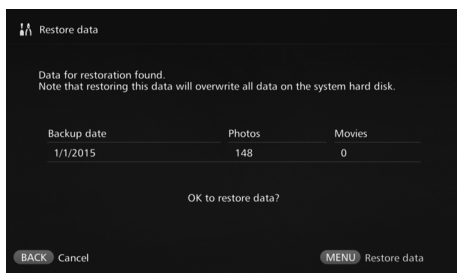 Restore data
Data for restoration found.
Note that restoring this data will overwrite all data on the system hard disk.
Backup date Photos Movies
1/1/2015 148 0
OK to restore data?
BACK Cancel MENU Restore data